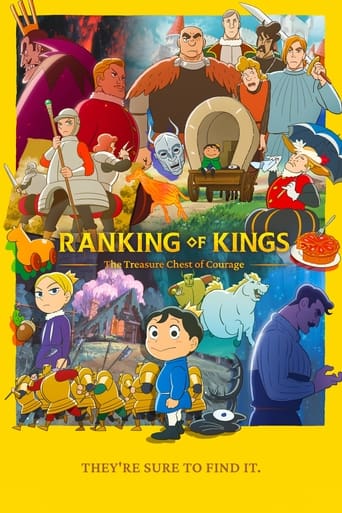 RANKING OF KINGS
The Treasure Chest of Courage
THEY'RE SURE TO FIND IT.